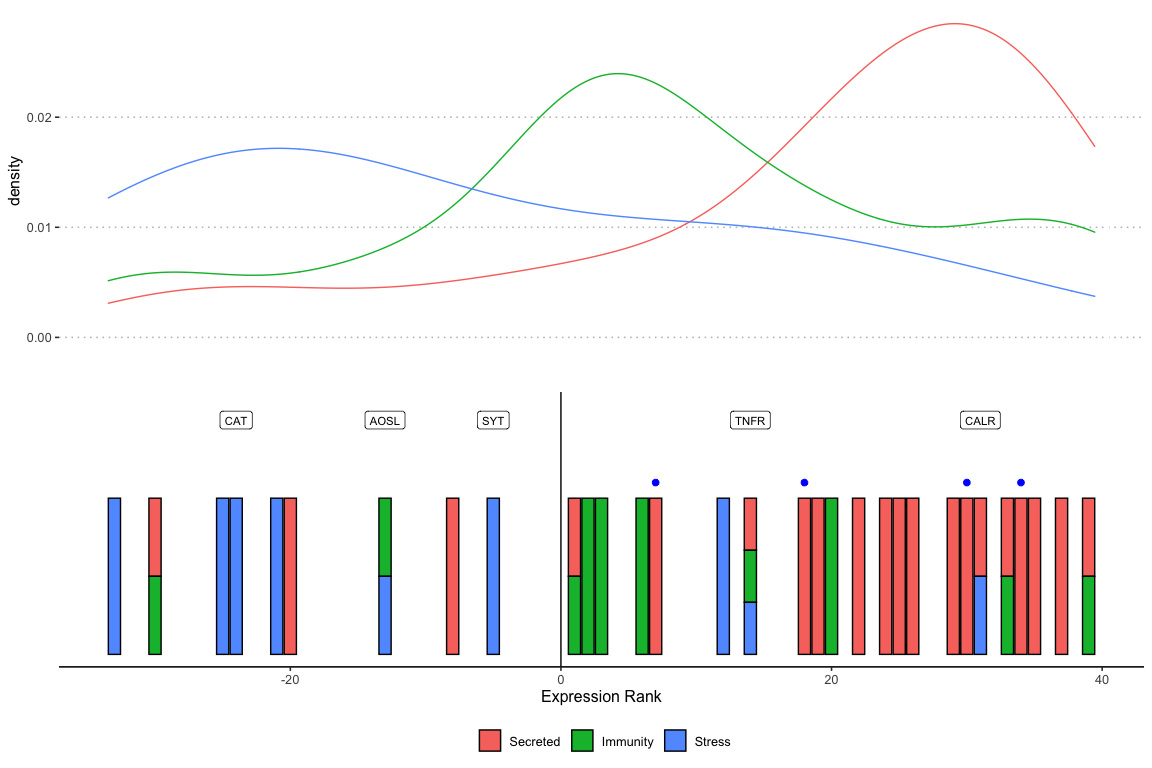 density
0.02
0.01
0.00
CAT AOSL SYT TNFR CALR
-20 0 20 40
Expression Rank
Secreted Immunity Stress